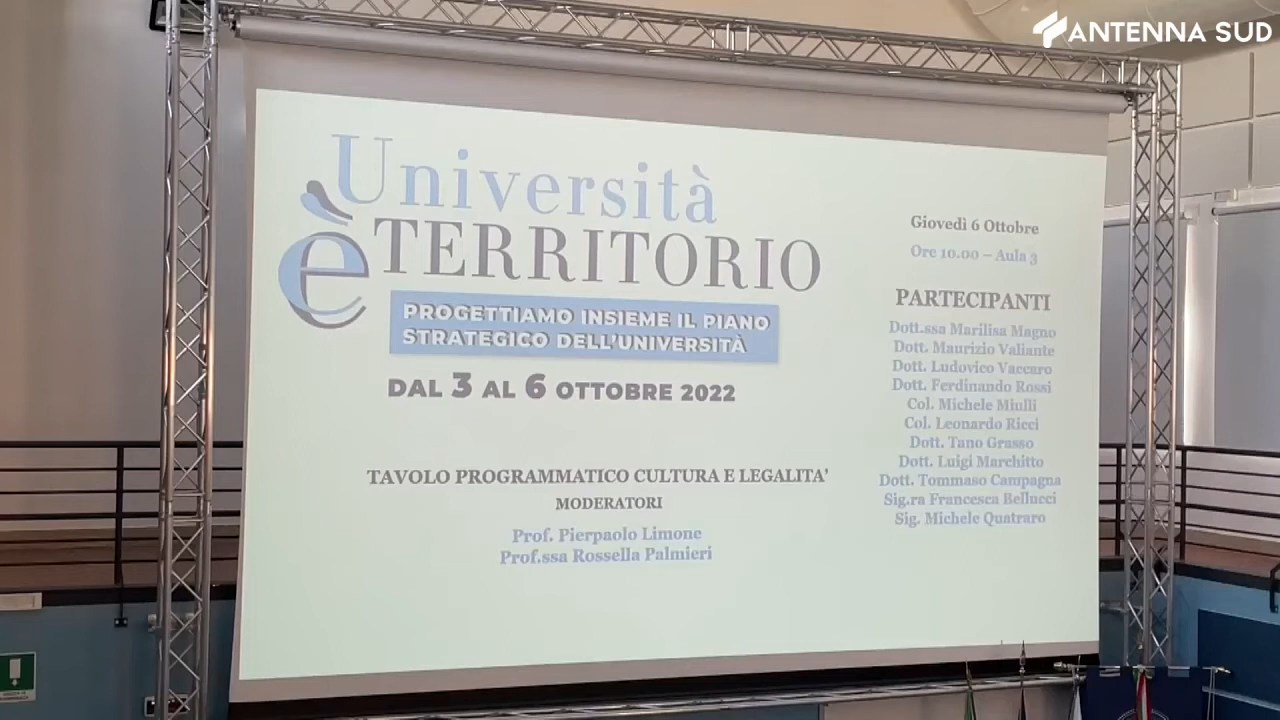 ANTENNA SUD
Università
è TERRITORIO
PROGETTIAMO INSIEME IL PIANO
STRATEGICO DELL'UNIVERSITÀ
DAL 3 AL 6 OTTOBRE 2022
TAVOLO PROGRAMMATICO CULTURA E LEGALITA'
MODERATORI
Prof. Pierpaolo Limone
Prof.ssa Rossella Palmieri
Giovedì 6 Ottobre
Ore 10.00 – Aula 3
PARTECIPANTI
Dott.ssa Marilisa Magno
Dott. Maurizio Valiante
Dott. Ludovico Vaccaro
Dott. Ferdinando Rossi
Col. Michele Miulli
Col. Leonardo Ricci
Dott. Tano Grasso
Dott. Luigi Marchitto
Dott. Tommaso Campagna
Sig.ra Francesca Bellucci
Sig. Michele Quatraro